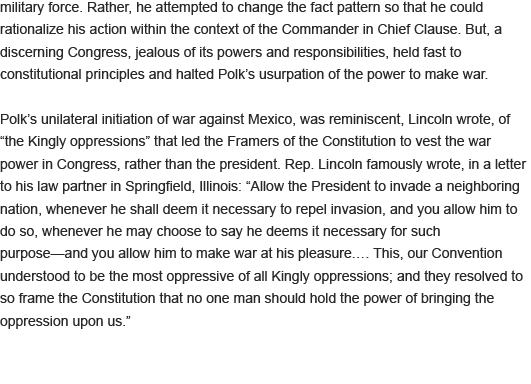 military force. Rather, he attempted to change the fact pattern so that he could
rationalize his action within the context of the Commander in Chief Clause. But, a
discerning Congress, jealous of its powers and responsibilities, held fast to
constitutional principles and halted Polk’s usurpation of the power to make war.
Polk’s unilateral initiation of war against Mexico, was reminiscent, Lincoln wrote, of
“the Kingly oppressions” that led the Framers of the Constitution to vest the war
power in Congress, rather than the president. Rep. Lincoln famously wrote, in a letter
to his law partner in Springfield, Illinois: “Allow the President to invade a neighboring
nation, whenever he shall deem it necessary to repel invasion, and you allow him to
do so, whenever he may choose to say he deems it necessary for such
purpose—and you allow him to make war at his pleasure.… This, our Convention
understood to be the most oppressive of all Kingly oppressions; and they resolved to
so frame the Constitution that no one man should hold the power of bringing the
oppression upon us.”